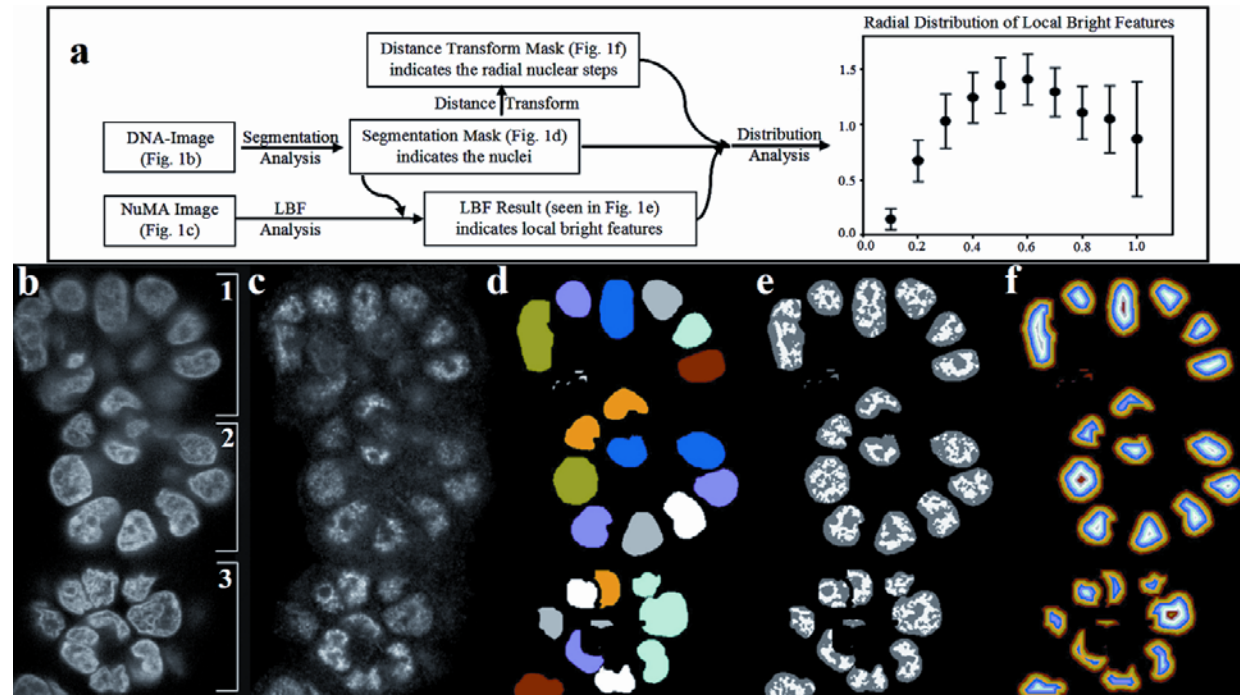 a
Distance Transform Mask (Fig. 1f)
indicates the radial nuclear steps
Distance Transform
DNA-Image
(Fig. 1b)
Segmentation
Analysis
Segmentation Mask (Fig. 1d)
indicates the nuclei
Distribution
Analysis
NuMA Image
(Fig. 1c)
LBF
Analysis
LBF Result (seen in Fig. 1e)
indicates local bright features
Radial Distribution of Local Bright Features
1.5
1.0
0.5
0.0
0.0 0.2 0.4 0.6 0.8 1.0
b
1
2
3
c
d
e
f